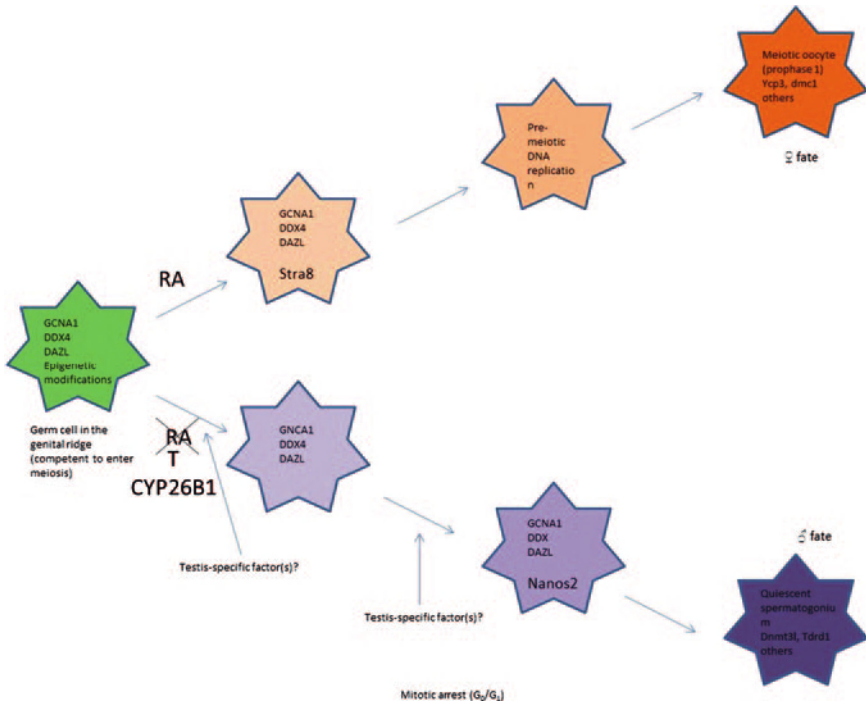 Meiotic oocyte
(prophase 1)
Ycp3, dmc1
others
♀ fate
Pre-
meiotic
DNA
replicatio
n
GCNA1
DDX4
DAZL
Stra8
RA
GCNA1
DDX4
DAZL
Epigenetic
modifications
Germ cell in the
genital ridge
(competent to enter
meiosis)
RA
T
CYP26B1
GNCA1
DDX4
DAZL
Testis-specific factor(s)?
Testis-specific factor(s)?
GCNA1
DDX
DAZL
Nanos2
♂ fate
Quiescent
spermatogoniu
m
Dnmt3l, Tdrd1
others
Mitotic arrest (G0/G1)